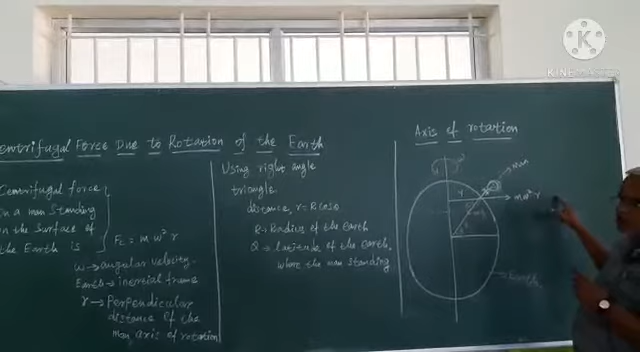 KINEMASTER
entrifugal Force Due to Rotation of the Earth
Centrifugal force
On a man standing
on the surface of
the Earth is
Fc = m ω² r
ω → angular velocity.
Earth → inertial frame
r → Perpendicular
distance of the
man axis of rotation
Using right angle
triangle.
distance, r = R cosθ
R → Radius of the Earth
θ → latitude of the earth.
where the man standing
Axis of rotation
man
r
mω²r
Earth